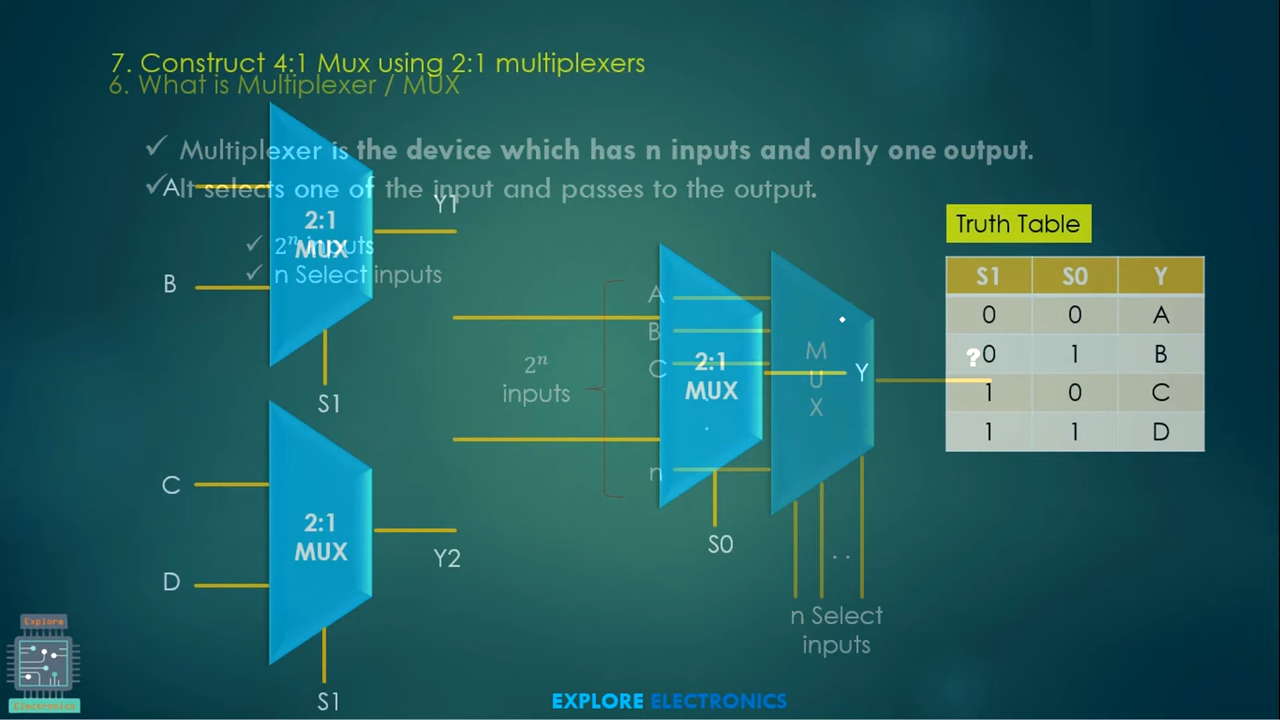 7. Construct 4:1 Mux using 2:1 multiplexers
6. What is Multiplexer / MUX
✓ Multiplexer is the device which has n inputs and only one output.
✓ It selects one of the input and passes to the output.
A
2:1
MUX
Y1
B
S1
✓ 2ⁿ inputs
✓ n Select inputs
2ⁿ
inputs
A
B
C
n
2:1
MUX
S0
M
U
X
Y
?
. .
n Select
inputs
Truth Table
S1 S0 Y
0 0 A
0 1 B
1 0 C
1 1 D
C
2:1
MUX
Y2
D
S1
Explore
Electronics
EXPLORE ELECTRONICS